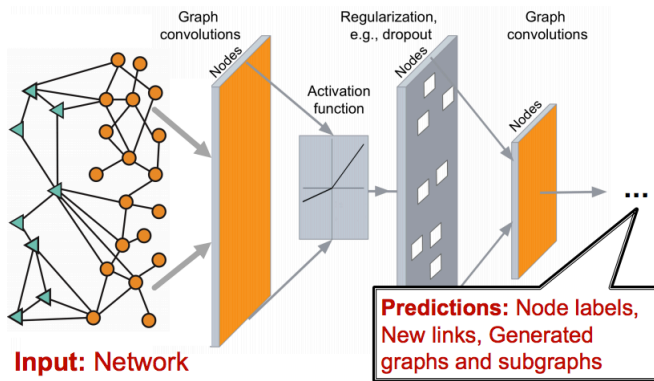 Graph
convolutions
Regularization,
e.g., dropout
Graph
convolutions
Nodes
Activation
function
Nodes
Nodes
...
Predictions: Node labels,
New links, Generated
graphs and subgraphs
Input: Network